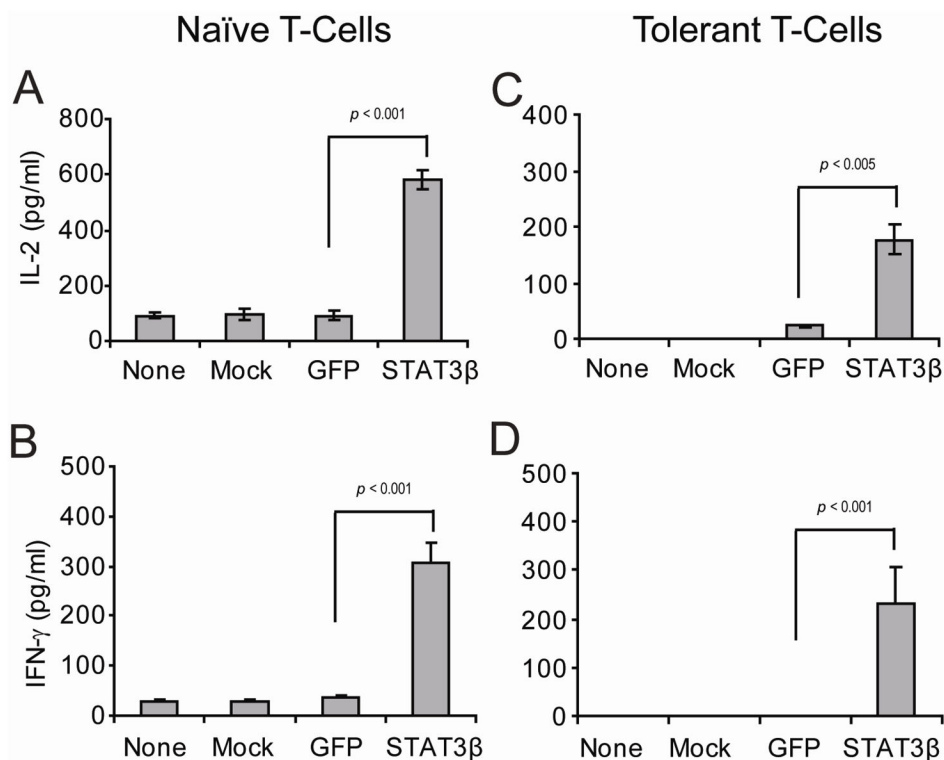 Naïve T-Cells
Tolerant T-Cells
A
IL-2 (pg/ml)
800
600
400
200
0
p < 0.001
None Mock GFP STAT3β
C
400
300
200
100
0
p < 0.005
None Mock GFP STAT3β
B
IFN-γ (pg/ml)
500
400
300
200
100
0
p < 0.001
None Mock GFP STAT3β
D
500
400
300
200
100
0
p < 0.001
None Mock GFP STAT3β